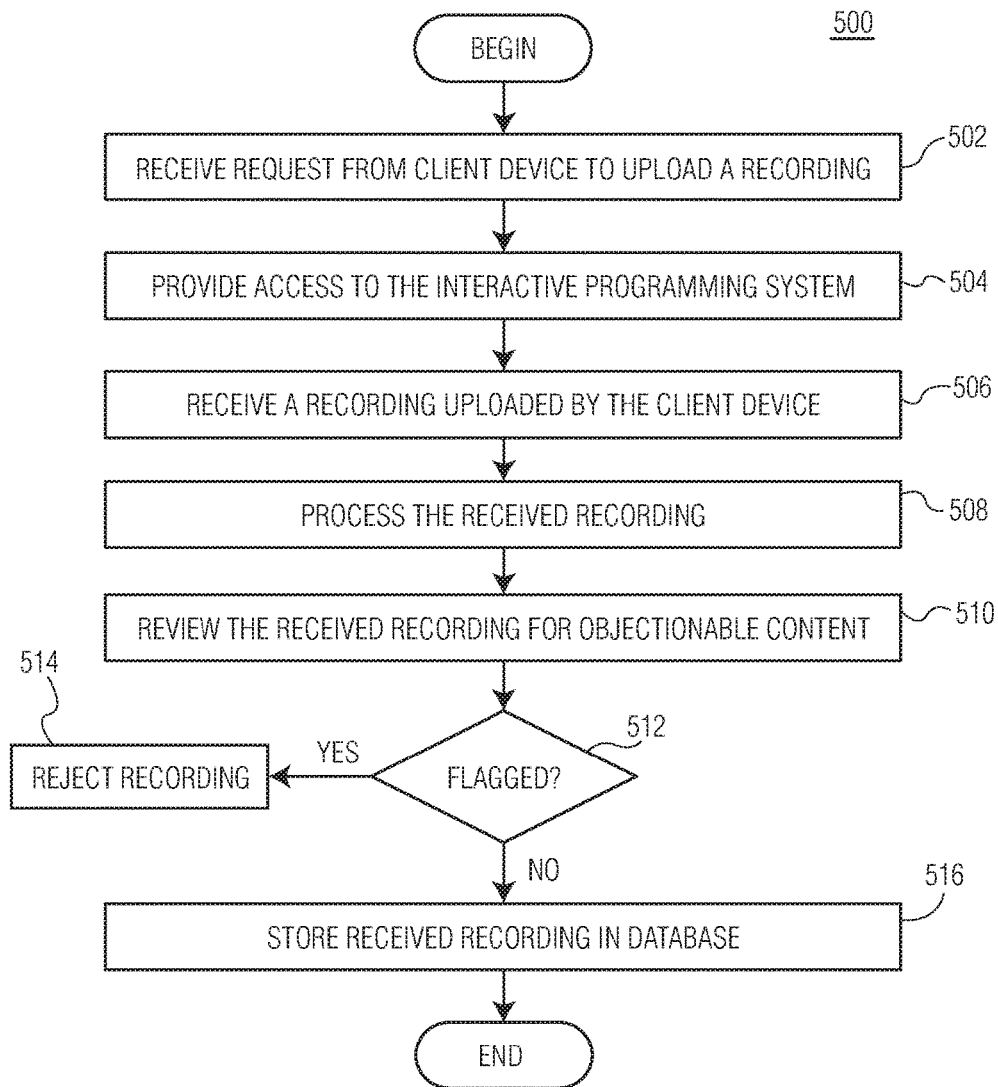 500
BEGIN
RECEIVE REQUEST FROM CLIENT DEVICE TO UPLOAD A RECORDING
502
PROVIDE ACCESS TO THE INTERACTIVE PROGRAMMING SYSTEM
504
RECEIVE A RECORDING UPLOADED BY THE CLIENT DEVICE
506
PROCESS THE RECEIVED RECORDING
508
REVIEW THE RECEIVED RECORDING FOR OBJECTIONABLE CONTENT
510
514
REJECT RECORDING
YES
FLAGGED?
512
NO
STORE RECEIVED RECORDING IN DATABASE
516
END